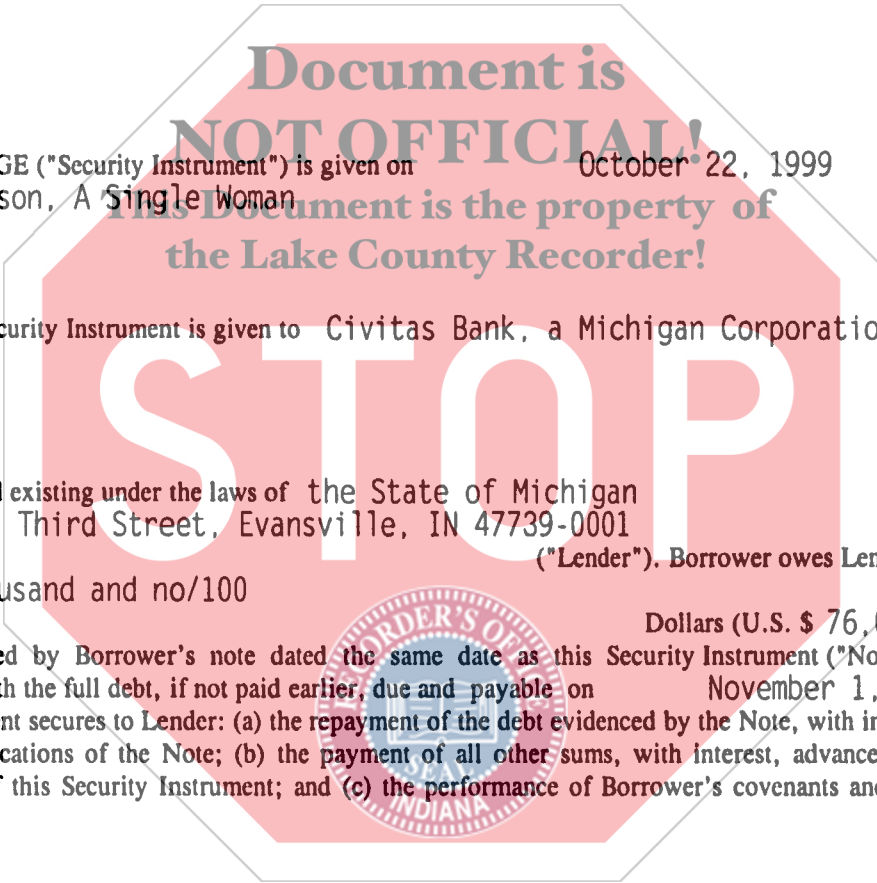 Document is
NOT OFFICIAL!
GE ("Security Instrument") is given on October 22, 1999
son, A Single Woman
This Document is the property of
the Lake County Recorder!
curity Instrument is given to Civitas Bank, a Michigan Corporatio
STOP
existing under the laws of the State of Michigan
Third Street, Evansville, IN 47739-0001
("Lender"). Borrower owes Len
usand and no/100
Dollars (U.S. $ 76,
ed by Borrower's note dated the same date as this Security Instrument ("No
h the full debt, if not paid earlier, due and payable on November 1,
nt secures to Lender: (a) the repayment of the debt evidenced by the Note, with in
cations of the Note; (b) the payment of all other sums, with interest, advance
this Security Instrument; and (c) the performance of Borrower's covenants an
RECORDER'S OFFICE
SEAL
INDIANA